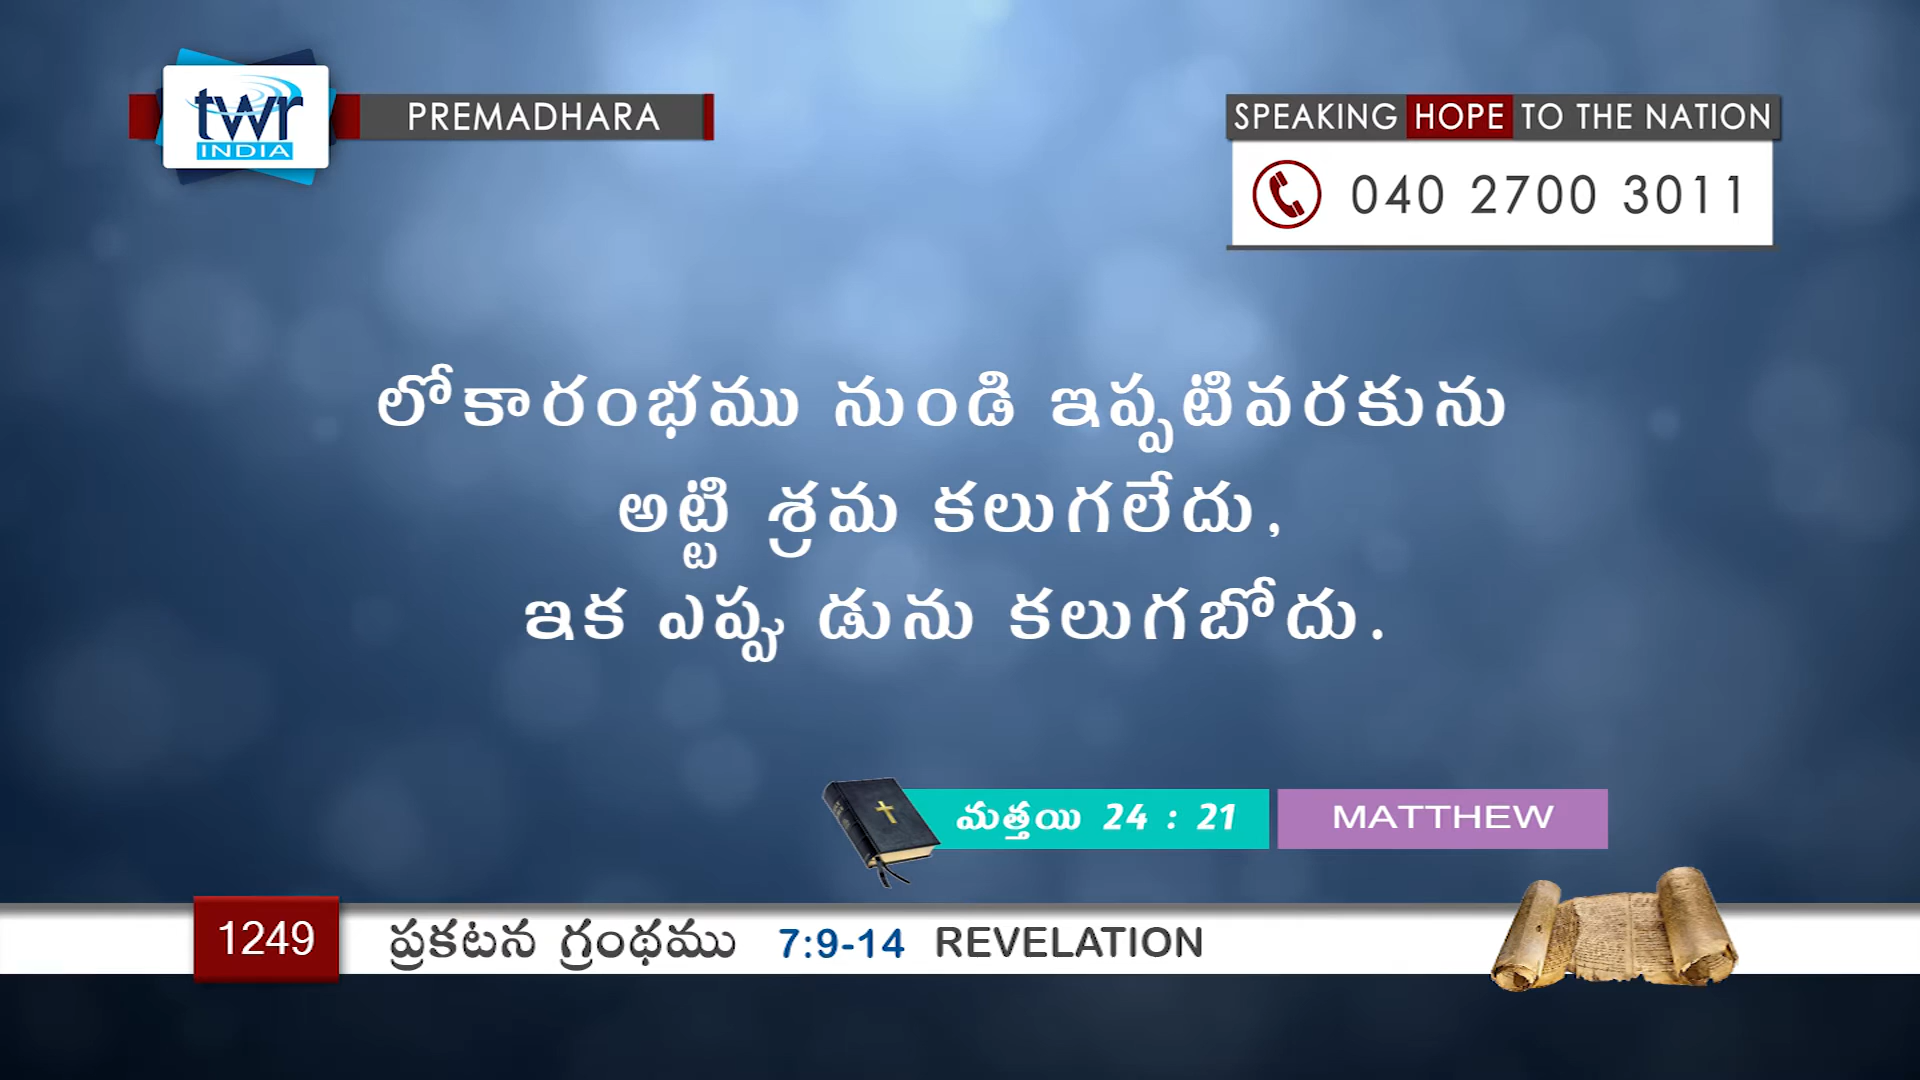 twr
INDIA
PREMADHARA
SPEAKING HOPE TO THE NATION
040 2700 3011
లోకారంభము నుండి ఇప్పటివరకును
అట్టి శ్రమ కలుగలేదు,
ఇక ఎప్పు డును కలుగబోదు.
మత్తయి 24 : 21
MATTHEW
1249
ప్రకటన గ్రంథము 7:9-14 REVELATION